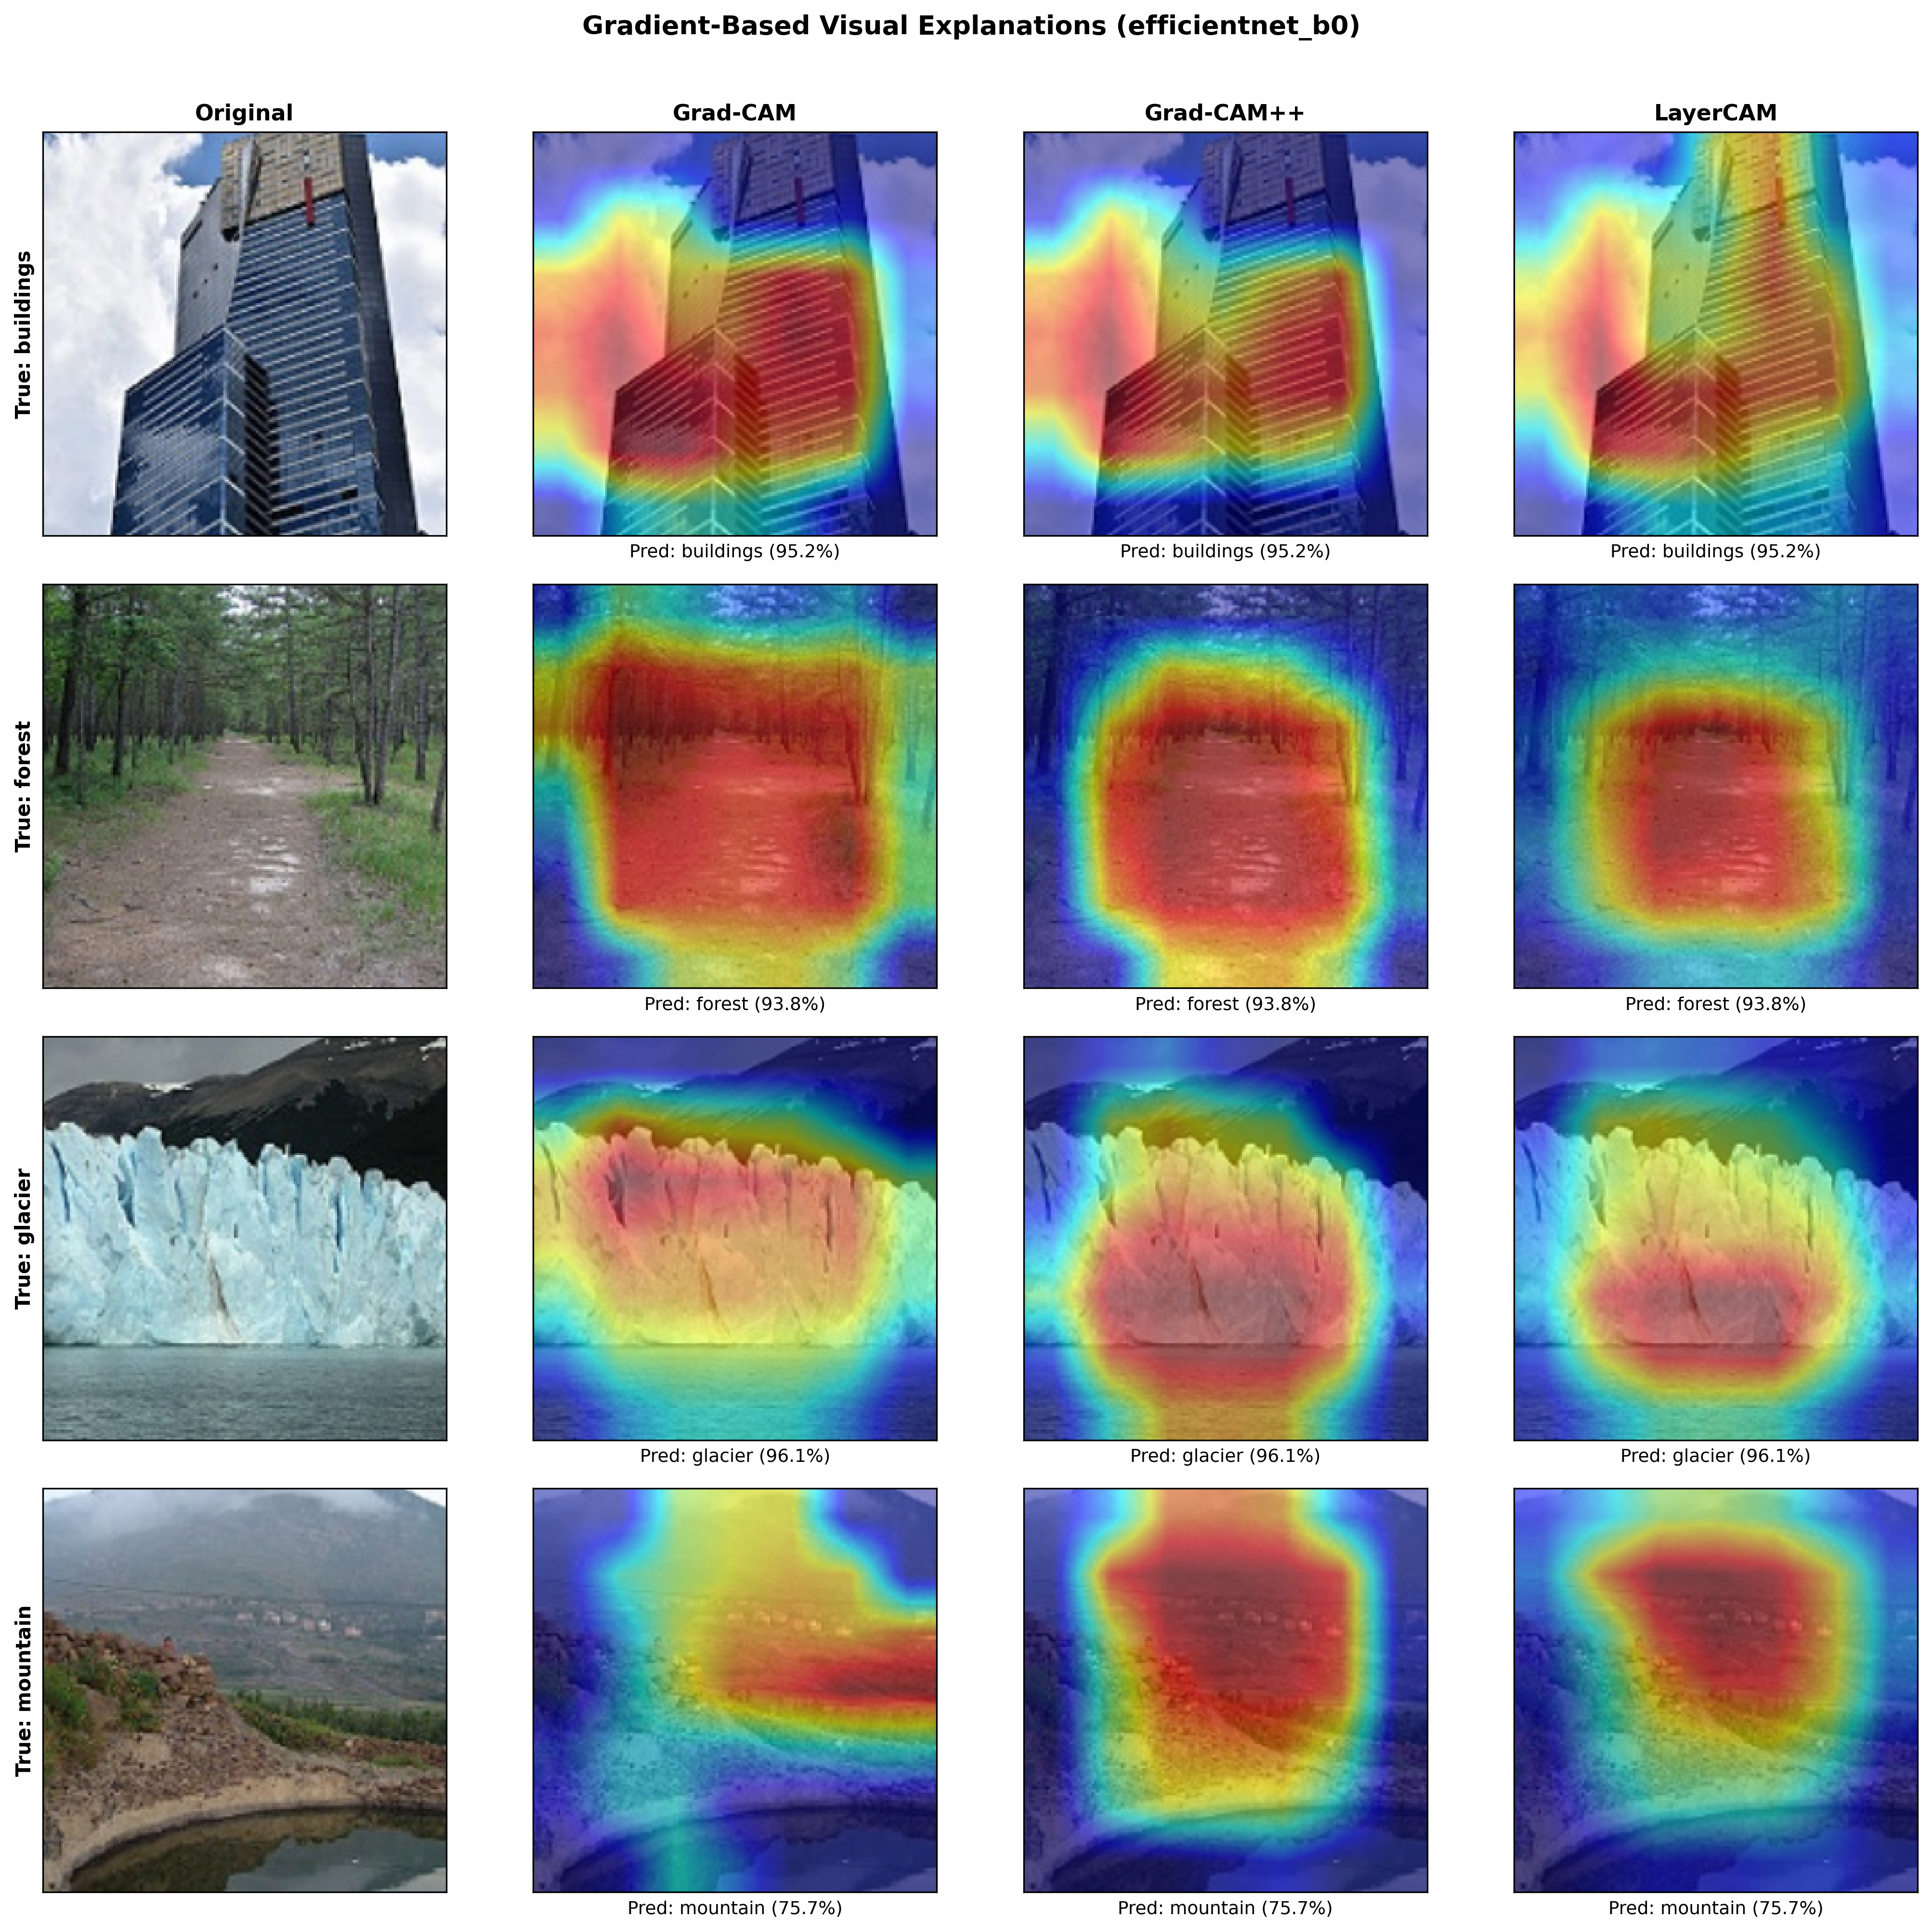 Gradient-Based Visual Explanations (efficientnet_b0)
Original
Grad-CAM
Grad-CAM++
LayerCAM
True: buildings
Pred: buildings (95.2%)
Pred: buildings (95.2%)
Pred: buildings (95.2%)
True: forest
Pred: forest (93.8%)
Pred: forest (93.8%)
Pred: forest (93.8%)
True: glacier
Pred: glacier (96.1%)
Pred: glacier (96.1%)
Pred: glacier (96.1%)
True: mountain
Pred: mountain (75.7%)
Pred: mountain (75.7%)
Pred: mountain (75.7%)